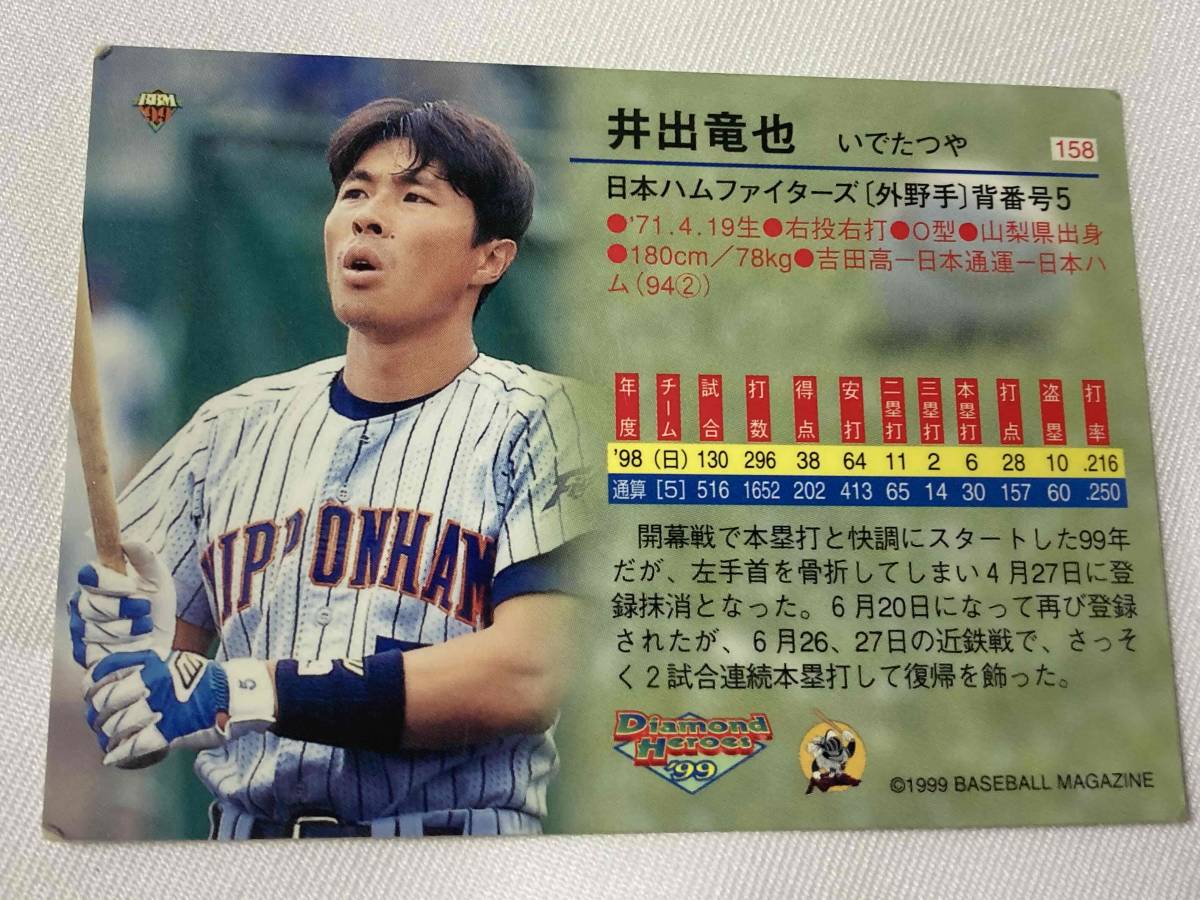 BBM
99
井出竜也 いでたつや 158
日本ハムファイターズ〔外野手〕背番号5
●'71.4.19生●右投右打●O型●山梨県出身
●180cm/78kg●吉田高ー日本通運ー日本ハ
ム(94②))
年度 チーム 試合 打数 得点 安打 二塁打 三塁打 本塁打 打点 盗塁 打率
'98 (日) 130 296 38 64 11 2 6 28 10 .216
通算 [5] 516 1652 202 413 65 14 30 157 60 .250
開幕戦で本塁打と快調にスタートした99年
だが、左手首を骨折してしまい4月27日に登
録抹消となった。6月20日になって再び登録
されたが、6月26、27日の近鉄戦で、さっそ
く2試合連続本塁打して復帰を飾った。
NIPPONHAM
5
Diamond
Heroes
'99
©1999 BASEBALL MAGAZINE